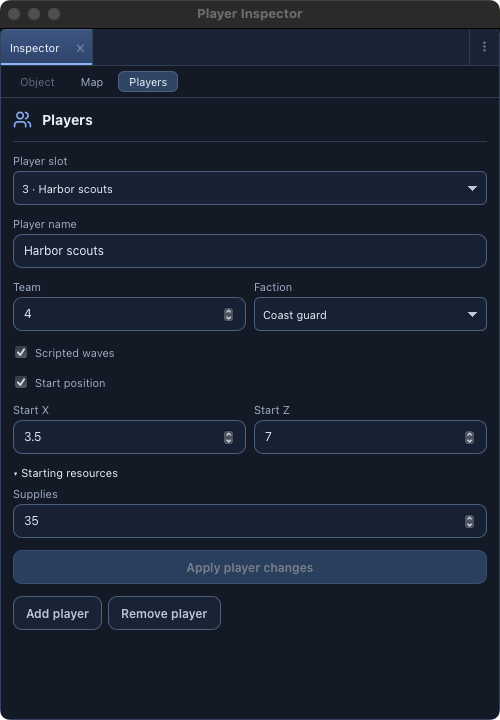 Player Inspector
Inspector
Object Map Players
Players
Player slot
3 · Harbor scouts
Player name
Harbor scouts
Team Faction
4 Coast guard
Scripted waves
Start position
Start X Start Z
3.5 7
Starting resources
Supplies
35
Apply player changes
Add player Remove player